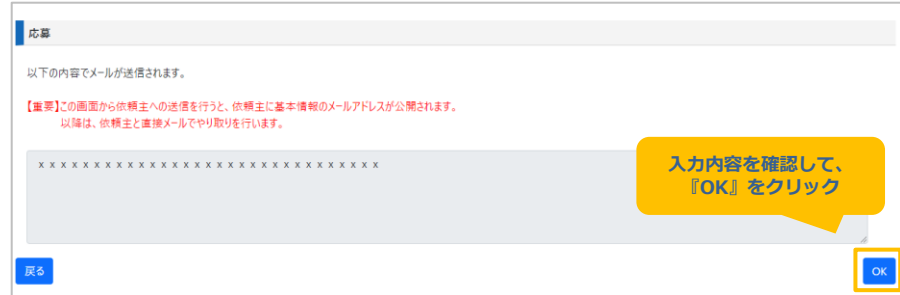 応募
以下の内容でメールが送信されます。
【重要】この画面から依頼主への送信を行うと、依頼主に基本情報のメールアドレスが公開されます。
以降は、依頼主と直接メールでやり取りを行います。
x x x x x x x x x x x x x x x x x x x x x x x x x x x x x x x
入力内容を確認して、
『OK』をクリック
戻る
OK